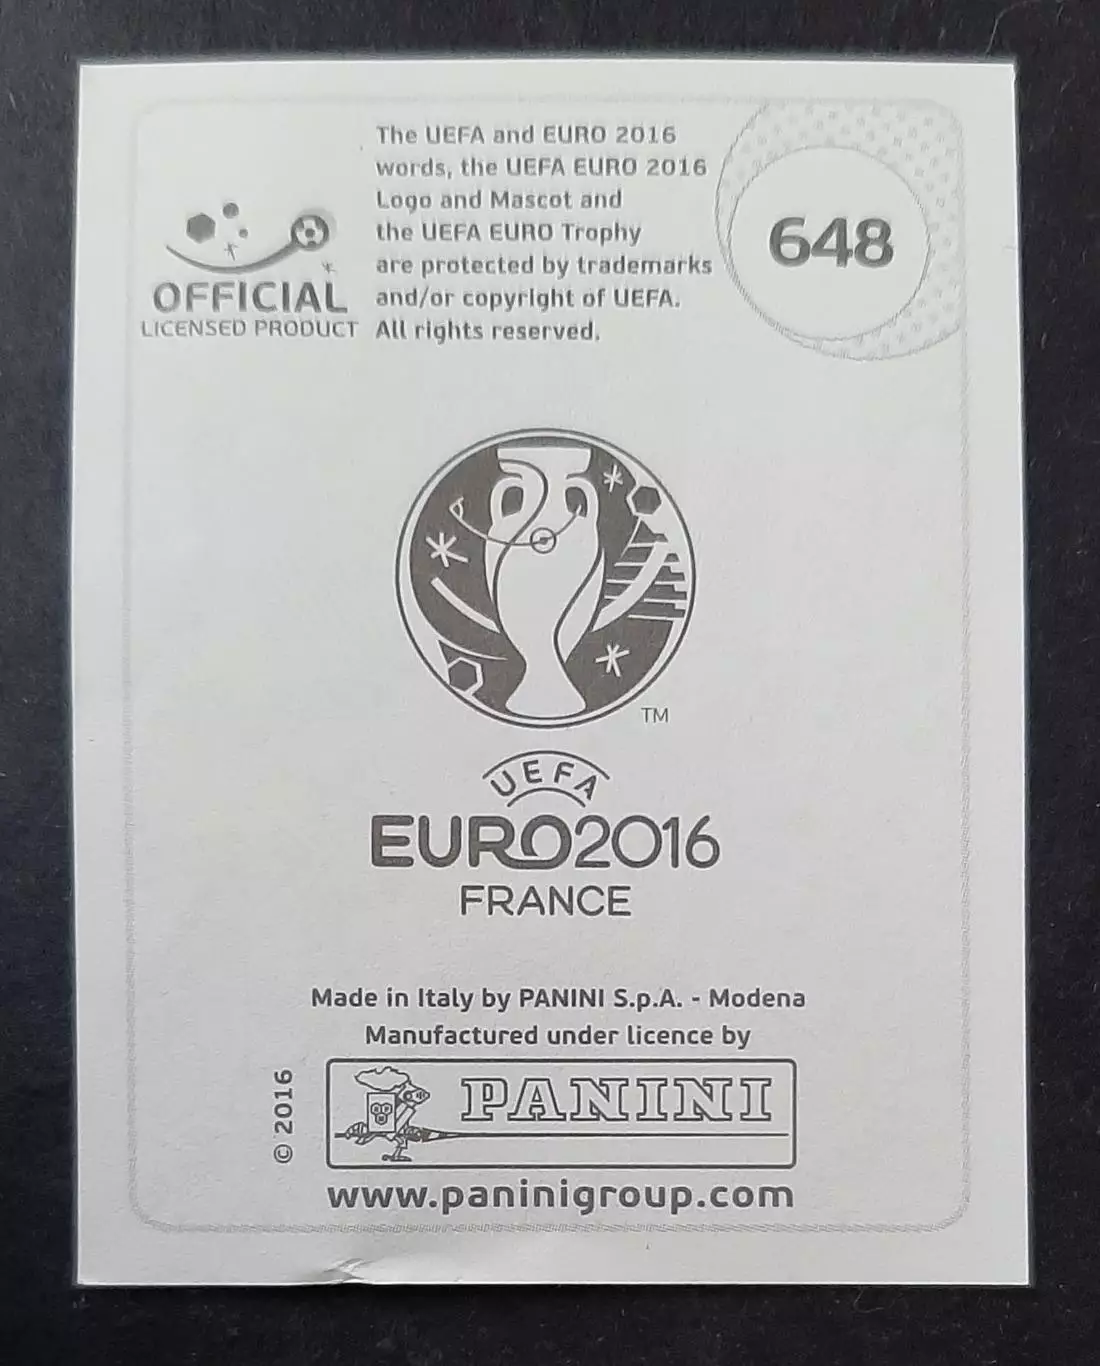 The UEFA and EURO 2016
words, the UEFA EURO 2016
Logo and Mascot and
the UEFA EURO Trophy
are protected by trademarks
and/or copyright of UEFA.
All rights reserved.
OFFICIAL
LICENSED PRODUCT
648
TM
UEFA
EURO2016
FRANCE
Made in Italy by PANINI S.p.A. - Modena
Manufactured under licence by
© 2016
PANINI
www.paninigroup.com